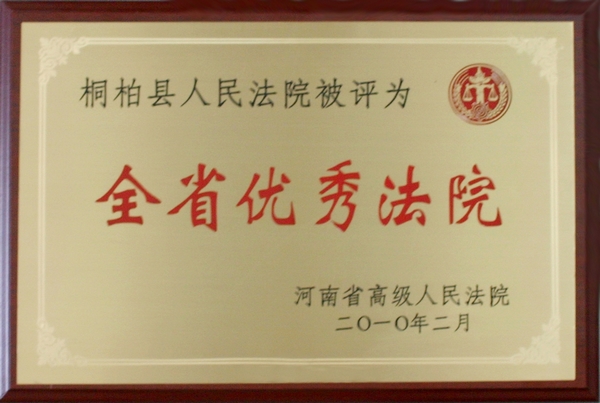 桐柏县人民法院被评为
全省优秀法院
河南省高级人民法院
二〇一〇年二月